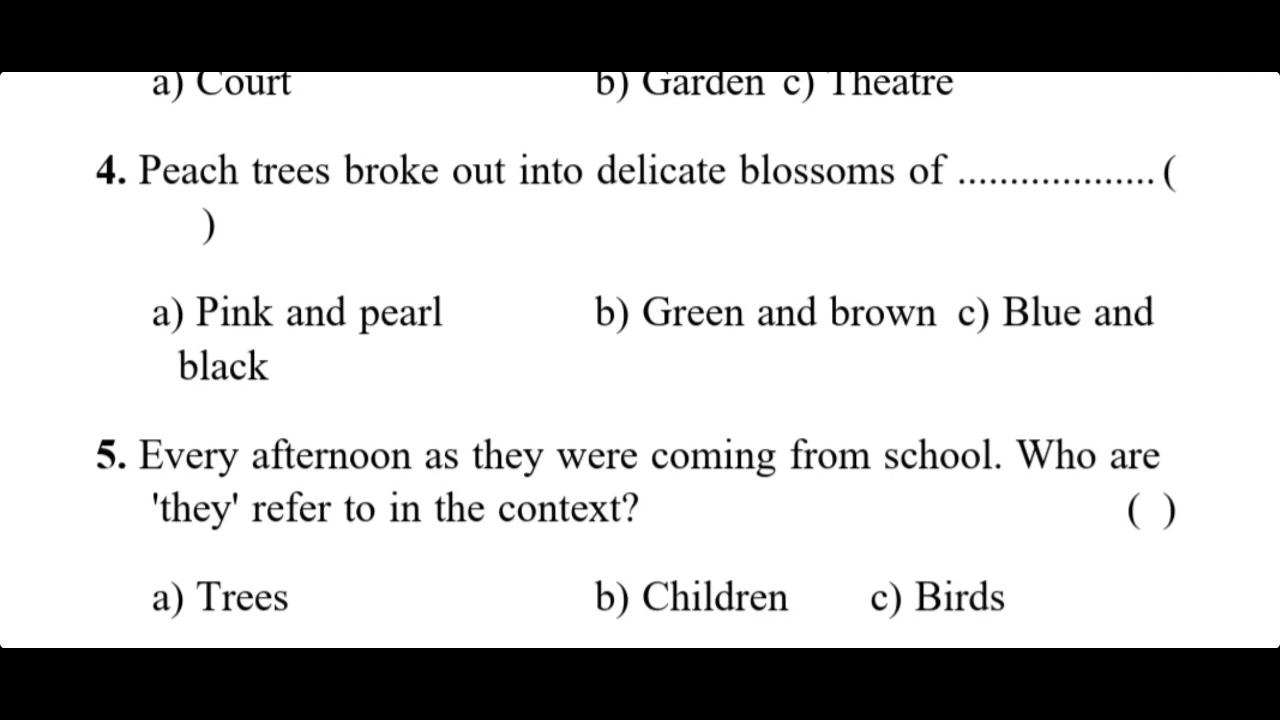 a) Court b) Garden c) Theatre
4. Peach trees broke out into delicate blossoms of ................... (
)
a) Pink and pearl b) Green and brown c) Blue and
black
5. Every afternoon as they were coming from school. Who are
'they' refer to in the context? ( )
a) Trees b) Children c) Birds